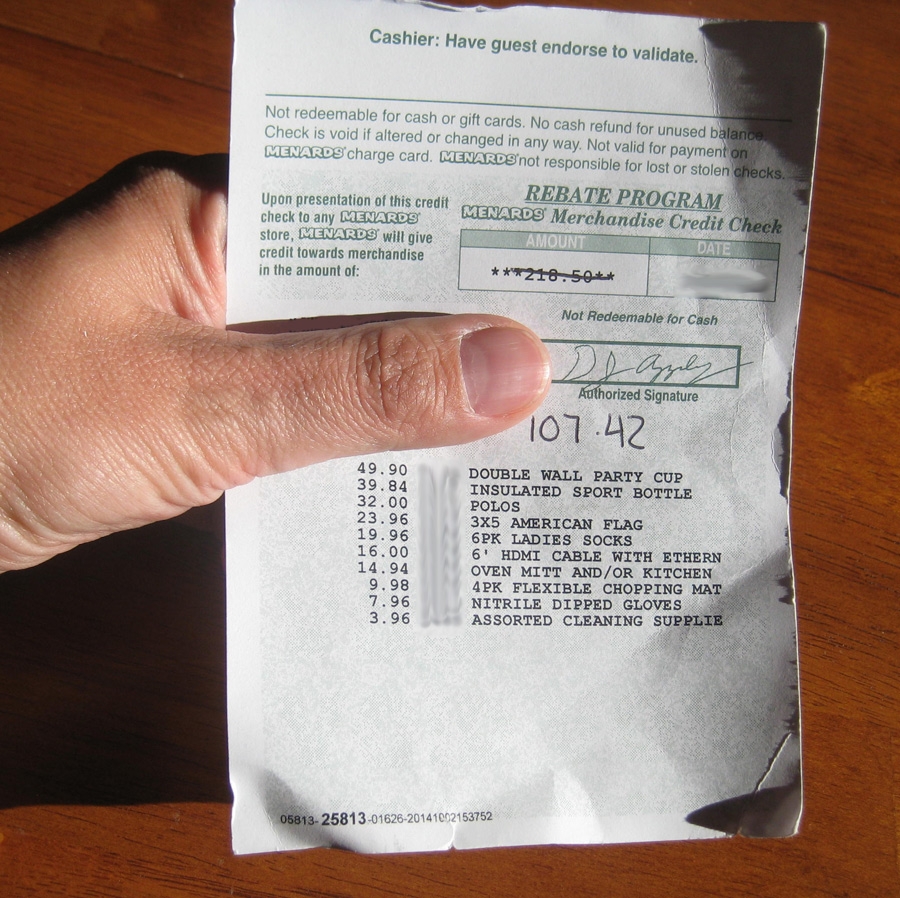 Cashier: Have guest endorse to validate.
Not redeemable for cash or gift cards. No cash refund for unused balance.
Check is void if altered or changed in any way. Not valid for payment on
MENARDS charge card. MENARDS not responsible for lost or stolen checks.
REBATE PROGRAM
MENARDS Merchandise Credit Check
Upon presentation of this credit
check to any MENARDS
store, MENARDS will give
credit towards merchandise
in the amount of:
AMOUNT DATE
***218.50**
Not Redeemable for Cash
Authorized Signature
107.42
49.90 DOUBLE WALL PARTY CUP
39.84 INSULATED SPORT BOTTLE
32.00 POLOS
23.96 3X5 AMERICAN FLAG
19.96 6PK LADIES SOCKS
16.00 6' HDMI CABLE WITH ETHERN
14.94 OVEN MITT AND/OR KITCHEN
9.98 4PK FLEXIBLE CHOPPING MAT
7.96 NITRILE DIPPED GLOVES
3.96 ASSORTED CLEANING SUPPLIE
05813-25813-01626-20141002153752